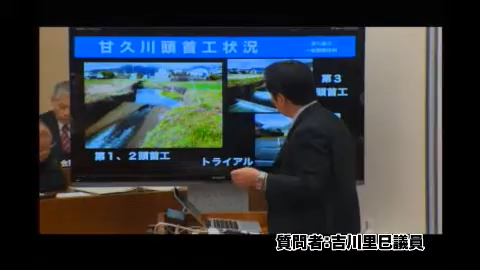 甘久川頭首工状況
第3
頭首工
第1、2頭首工
トライアル
質問者:吉川里巳議員